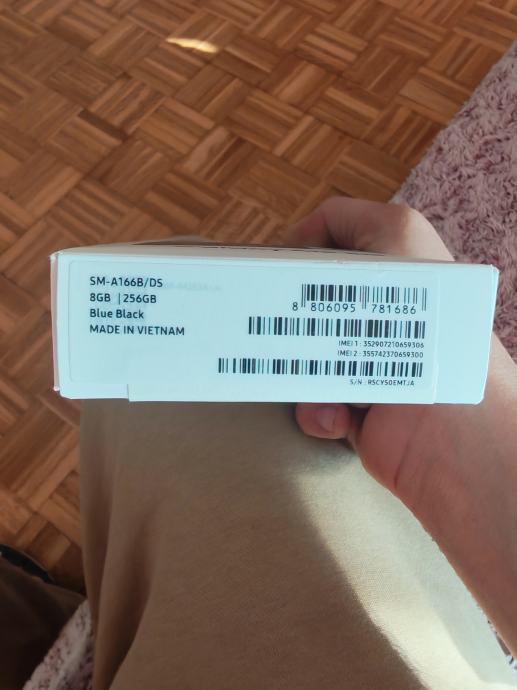 SM-A166B/DS
8GB | 256GB
Blue Black
MADE IN VIETNAM
8 806095 781686
IMEI 1 : 352907210659306
IMEI 2 : 355742370659300
S/N : R5CY50EMTJA